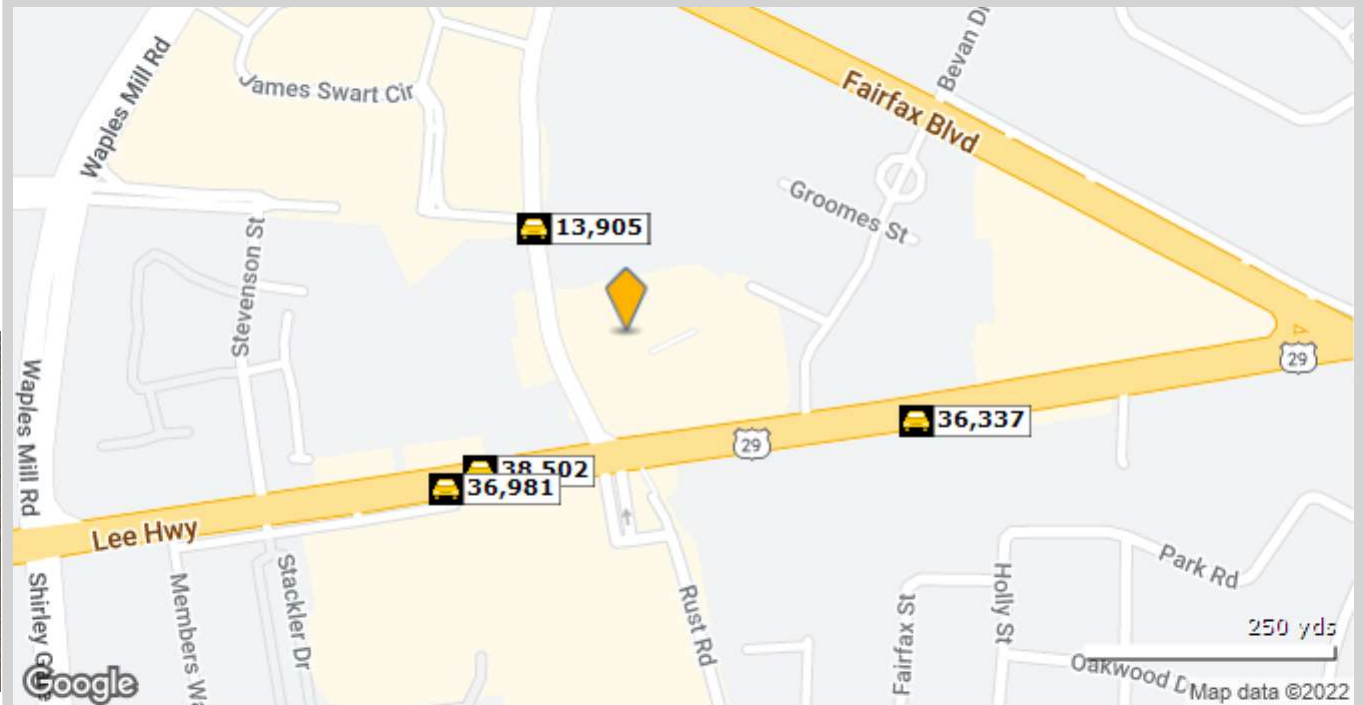 Waples Mill Rd
James Swart Cir
Bevan Dr
Fairfax Blvd
Groomes St
13,905
Stevenson St
29
Waples Mill Rd
36,337
29
38,502
36,981
Lee Hwy
Park Rd
Stackler Dr
Members Wa
Rust Rd
Holly St
Fairfax St
Shirley Gate
250 yds
Oakwood D
Google
Map data ©2022